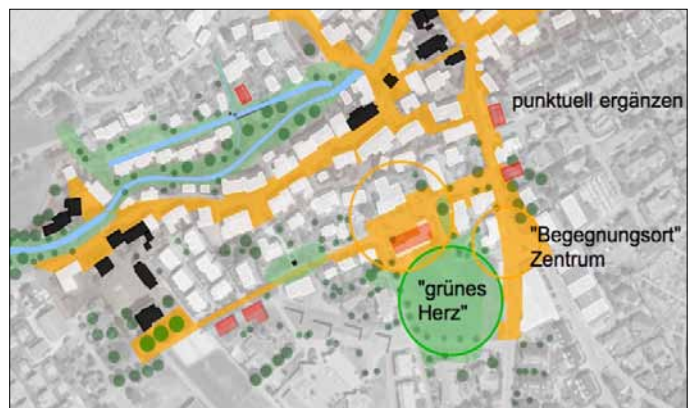 punktuell ergänzen
"Begegnungsort"
Zentrum
"grünes
Herz"